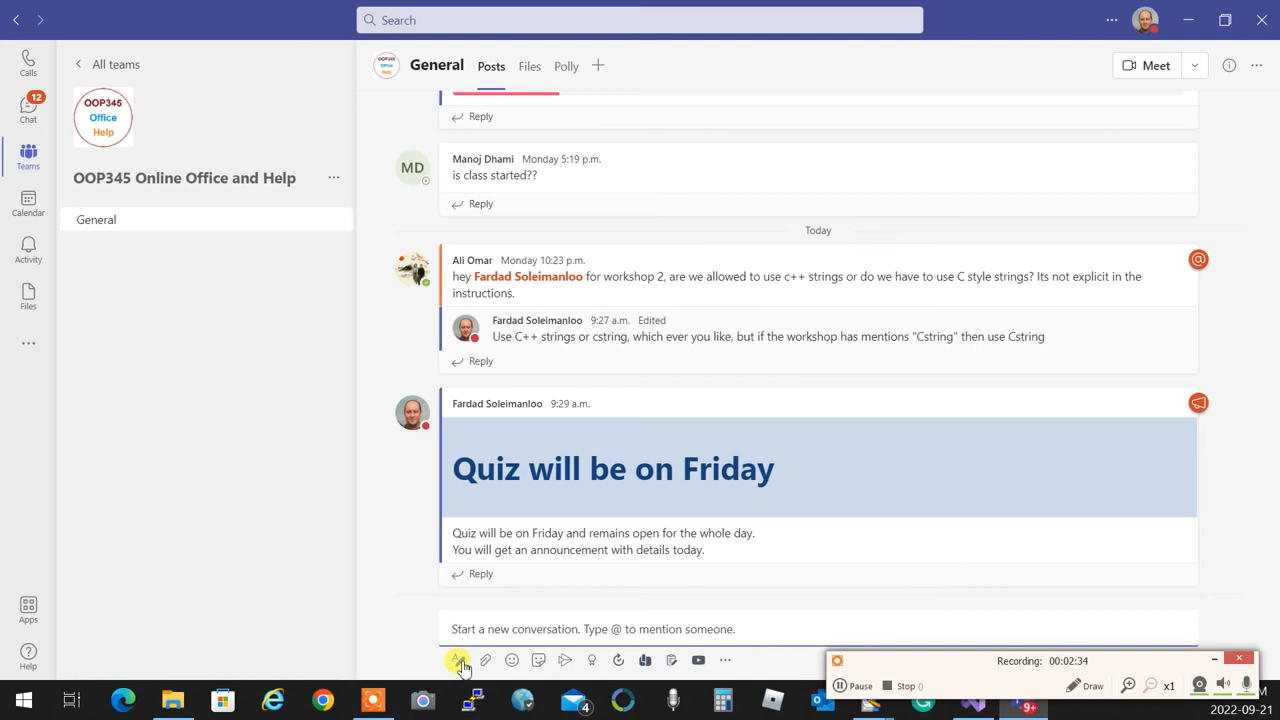 Search
Calls
12
Chat
Teams
Calendar
Activity
Files
Apps
Help
All teams
OOP345
Office
Help
OOP345 Online Office and Help
General
OOP345
Office
Help
General
Posts
Files
Polly
Meet
Reply
MD
Manoj Dhami Monday 5:19 p.m.
is class started??
Reply
Today
Ali Omar Monday 10:23 p.m.
hey Fardad Soleimanloo for workshop 2, are we allowed to use c++ strings or do we have to use C style strings? Its not explicit in the
instructions.
@
Fardad Soleimanloo 9:27 a.m. Edited
Use C++ strings or cstring, which ever you like, but if the workshop has mentions "Cstring" then use Cstring
Reply
Fardad Soleimanloo 9:29 a.m.
Quiz will be on Friday
Quiz will be on Friday and remains open for the whole day.
You will get an announcement with details today.
Reply
Start a new conversation. Type @ to mention someone.
Recording: 00:02:34
Pause
Stop
Draw
x1
4
9+
2022-09-21